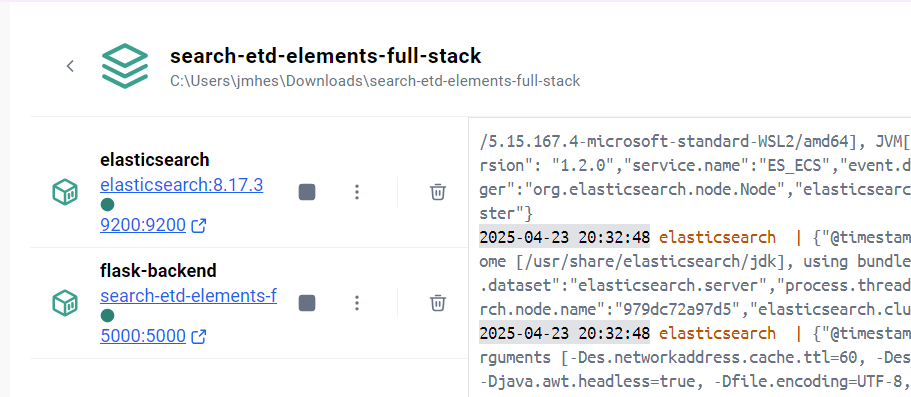 search-etd-elements-full-stack
C:\Users\jmhes\Downloads\search-etd-elements-full-stack
elasticsearch
elasticsearch:8.17.3
9200:9200
flask-backend
search-etd-elements-f
5000:5000
/5.15.167.4-microsoft-standard-WSL2/amd64], JVM[
rsion": "1.2.0","service.name":"ES_ECS","event.d
ger":"org.elasticsearch.node.Node","elasticsearc
ster"}
2025-04-23 20:32:48 elasticsearch | {"@timestam
ome [/usr/share/elasticsearch/jdk], using bundle
.dataset":"elasticsearch.server","process.thread
rch.node.name":"979dc72a97d5","elasticsearch.clu
2025-04-23 20:32:48 elasticsearch | {"@timestam
rguments [-Des.networkaddress.cache.ttl=60, -Des
-Djava.awt.headless=true, -Dfile.encoding=UTF-8,